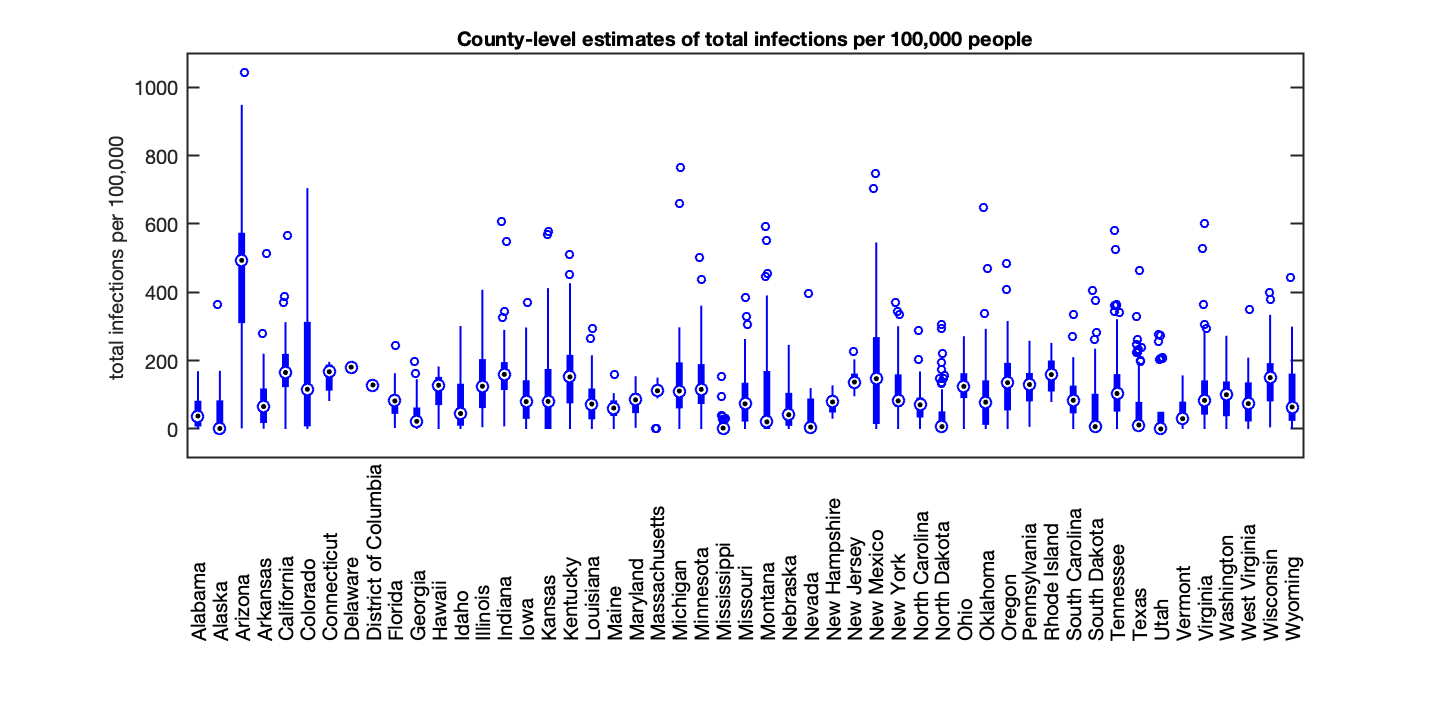 County-level estimates of total infections per 100,000 people
total infections per 100,000
1000
800
600
400
200
0
Alabama
Alaska
Arizona
Arkansas
California
Colorado
Connecticut
Delaware
District of Columbia
Florida
Georgia
Hawaii
Idaho
Illinois
Indiana
Iowa
Kansas
Kentucky
Louisiana
Maine
Maryland
Massachusetts
Michigan
Minnesota
Mississippi
Missouri
Montana
Nebraska
Nevada
New Hampshire
New Jersey
New Mexico
New York
North Carolina
North Dakota
Ohio
Oklahoma
Oregon
Pennsylvania
Rhode Island
South Carolina
South Dakota
Tennessee
Texas
Utah
Vermont
Virginia
Washington
West Virginia
Wisconsin
Wyoming